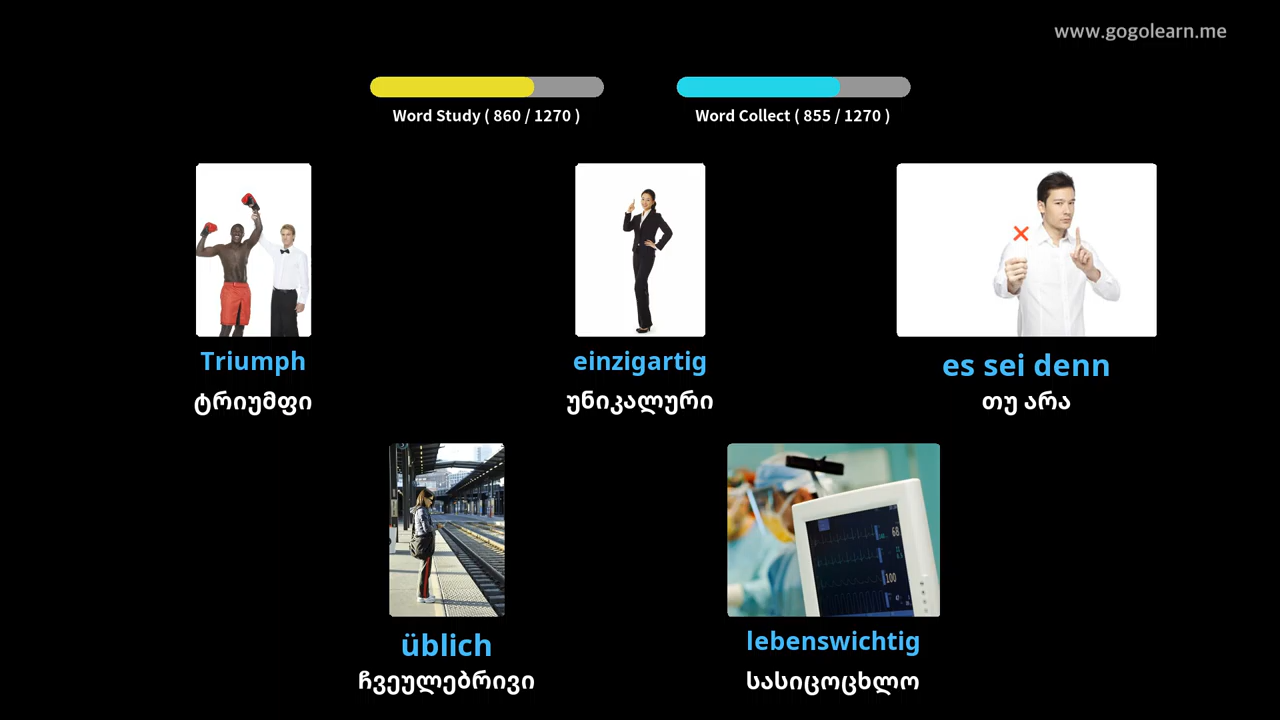 www.gogolearn.me
Word Study ( 860 / 1270 )
Word Collect ( 855 / 1270 )
Triumph
ტრიუმფი
einzigartig
უნიკალური
es sei denn
თუ არა
üblich
ჩვეულებრივი
lebenswichtig
სასიცოცხლო